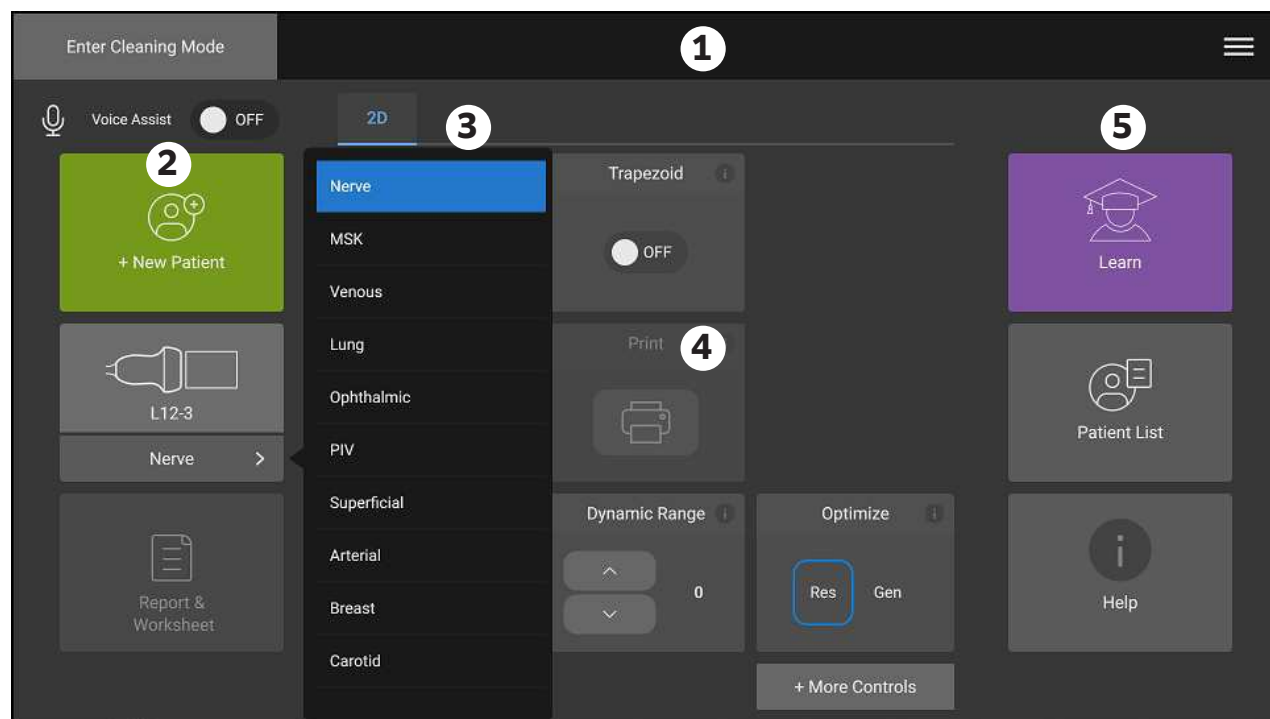 Enter Cleaning Mode
1
Voice Assist
OFF
2D
3
5
2
+ New Patient
L12-3
Nerve
Report &
Worksheet
Nerve
MSK
Venous
Lung
Ophthalmic
PIV
Superficial
Arterial
Breast
Carotid
Trapezoid
OFF
Print
4
Dynamic Range
0
Optimize
Res Gen
+ More Controls
Learn
Patient List
Help